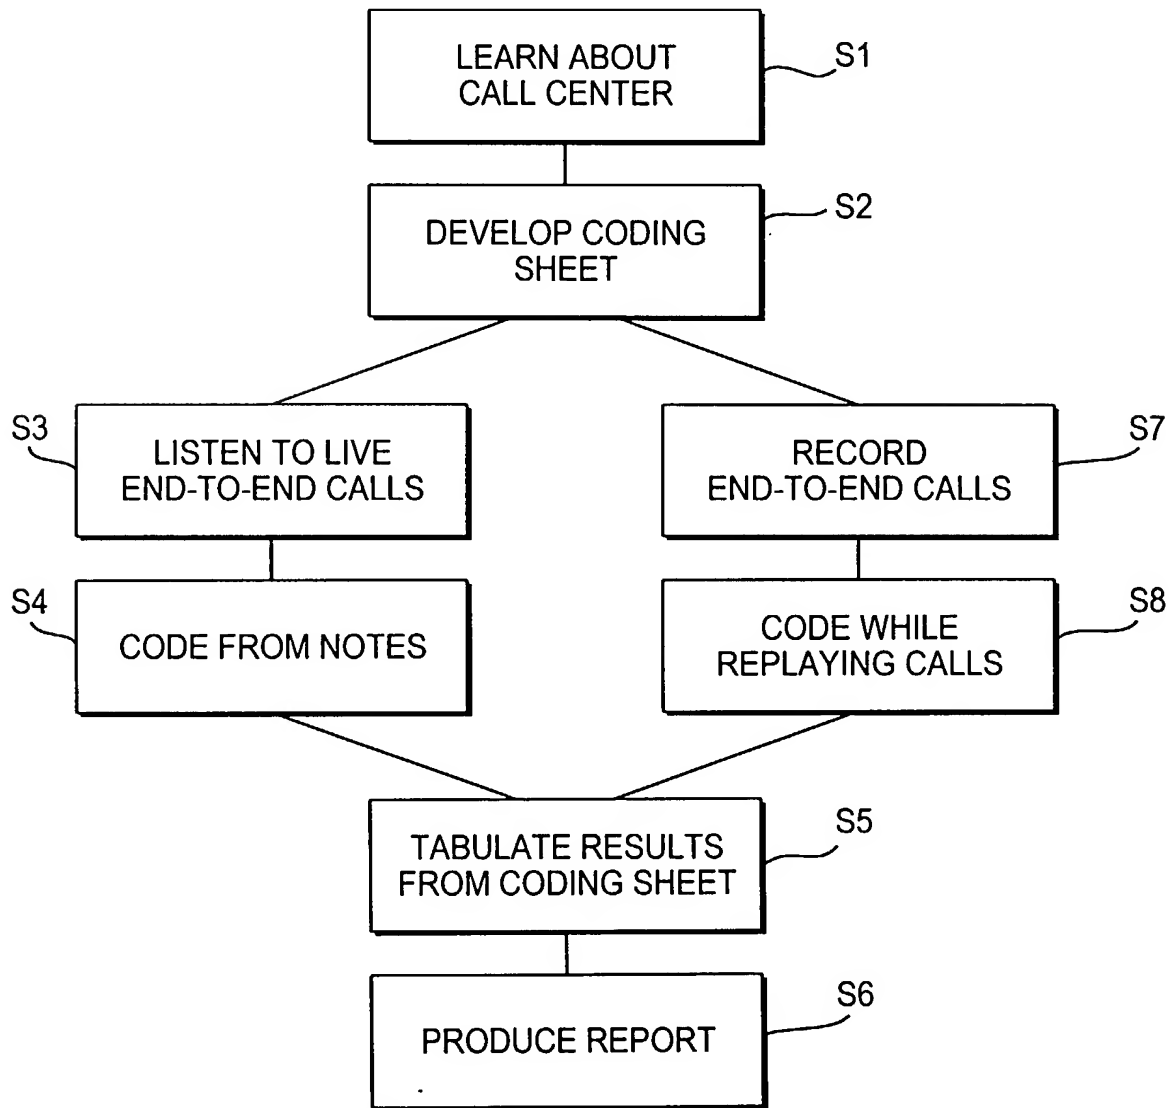 LEARN ABOUT
CALL CENTER
S1
DEVELOP CODING
SHEET
S2
S3
LISTEN TO LIVE
END-TO-END CALLS
RECORD
END-TO-END CALLS
S7
S4
CODE FROM NOTES
CODE WHILE
REPLAYING CALLS
S8
TABULATE RESULTS
FROM CODING SHEET
S5
PRODUCE REPORT
S6